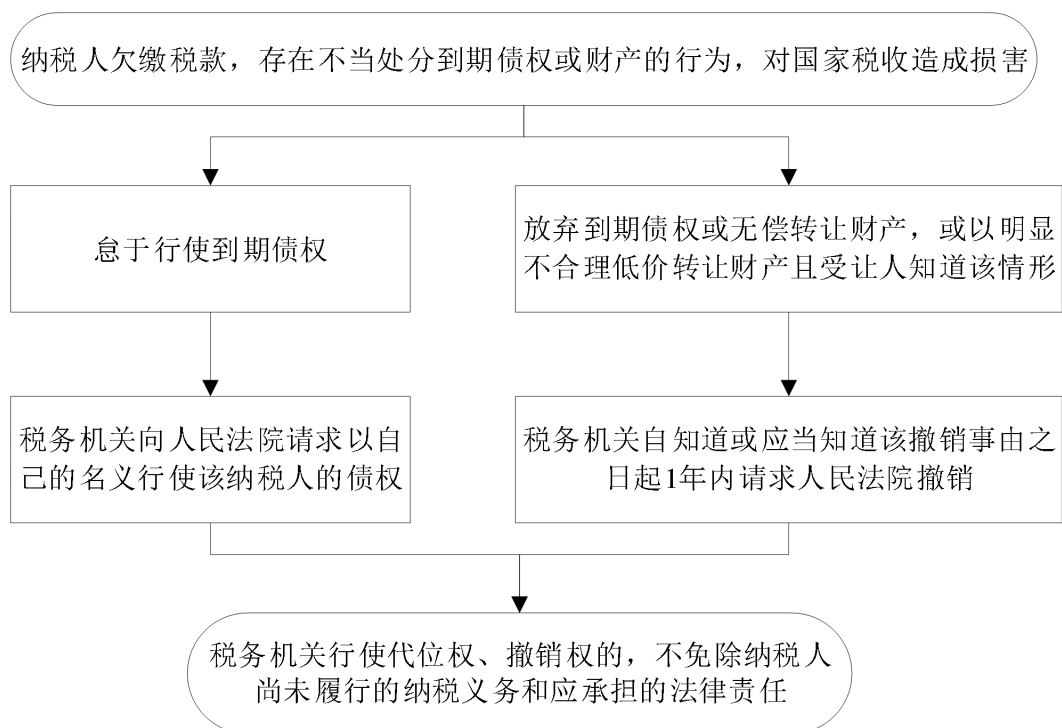 纳税人欠缴税款，存在不当处分到期债权或财产的行为，对国家税收造成损害
怠于行使到期债权
放弃到期债权或无偿转让财产，或以明显
不合理低价转让财产且受让人知道该情形
税务机关向人民法院请求以自
己的名义行使该纳税人的债权
税务机关自知道或应当知道该撤销事由之
日起1年内请求人民法院撤销
税务机关行使代位权、撤销权的，不免除纳税人
尚未履行的纳税义务和应承担的法律责任